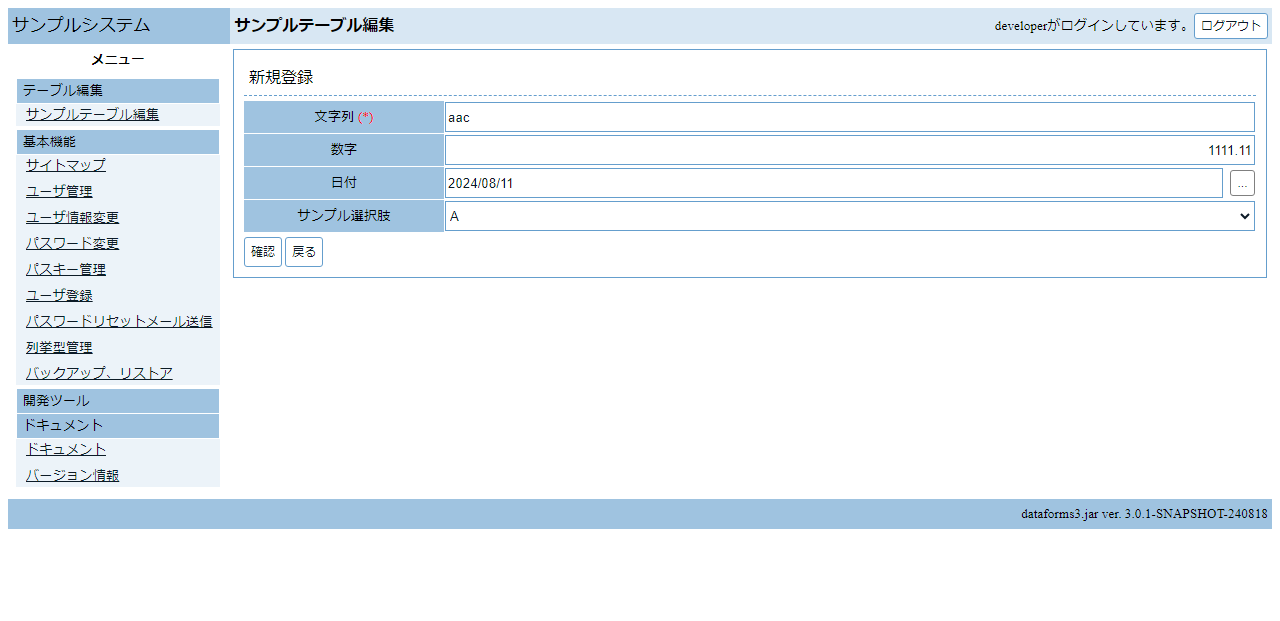 サンプルシステム
サンプルテーブル編集
developerがログインしています。 ログアウト
メニュー
テーブル編集
サンプルテーブル編集
基本機能
サイトマップ
ユーザ管理
ユーザ情報変更
パスワード変更
パスキー管理
ユーザ登録
パスワードリセットメール送信
列挙型管理
バックアップ、リストア
開発ツール
ドキュメント
ドキュメント
バージョン情報
新規登録
文字列 (*) aac
数字 1111.11
日付 2024/08/11 ...
サンプル選択肢 A
確認 戻る
dataforms3.jar ver. 3.0.1-SNAPSHOT-240818